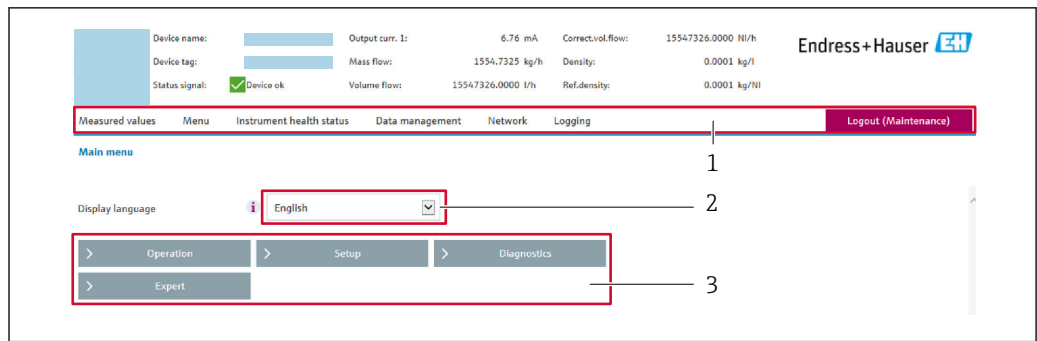 Device name: Output curr. 1: 6.76 mA Correct.vol.flow: 15547326.0000 Nl/h
Endress+Hauser EH
Device tag: Mass flow: 1554.7325 kg/h Density: 0.0001 kg/l
Status signal: Device ok Volume flow: 15547326.0000 l/h Ref.density: 0.0001 kg/Nl
Measured values Menu Instrument health status Data management Network Logging Logout (Maintenance)
1
Main menu
Display language i English 2
Operation Setup Diagnostics
Expert 3